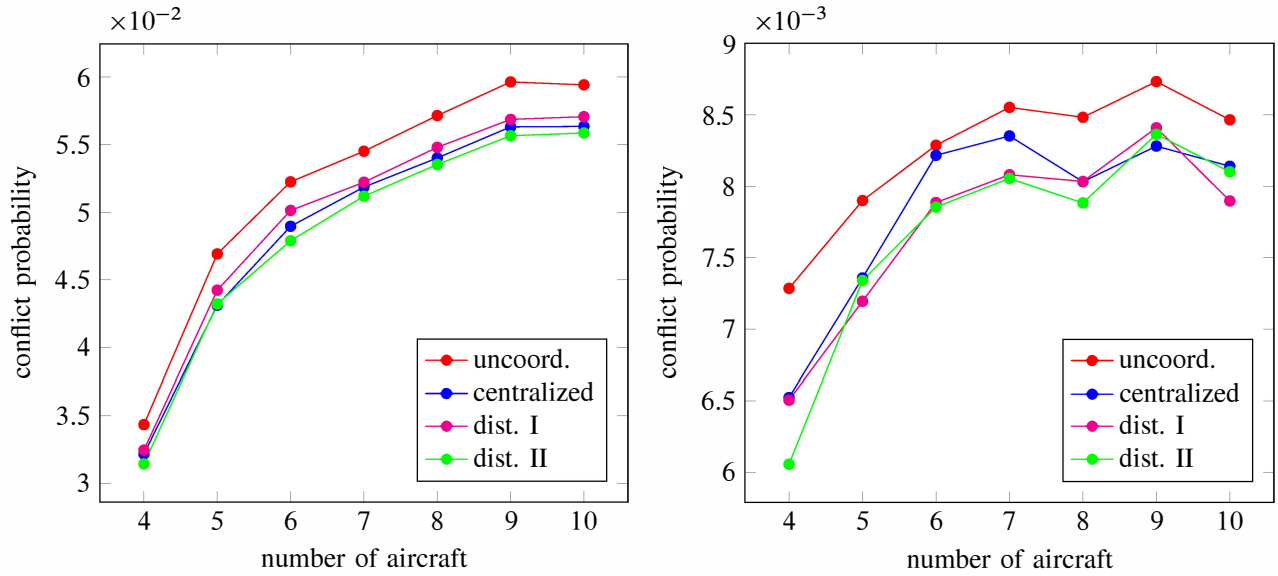 ×10−2
6
5.5
5
4.5
4
3.5
3
conflict probability
uncoord.
centralized
dist. I
dist. II
4 5 6 7 8 9 10
number of aircraft
×10−3
9
8.5
8
7.5
7
6.5
6
conflict probability
uncoord.
centralized
dist. I
dist. II
4 5 6 7 8 9 10
number of aircraft